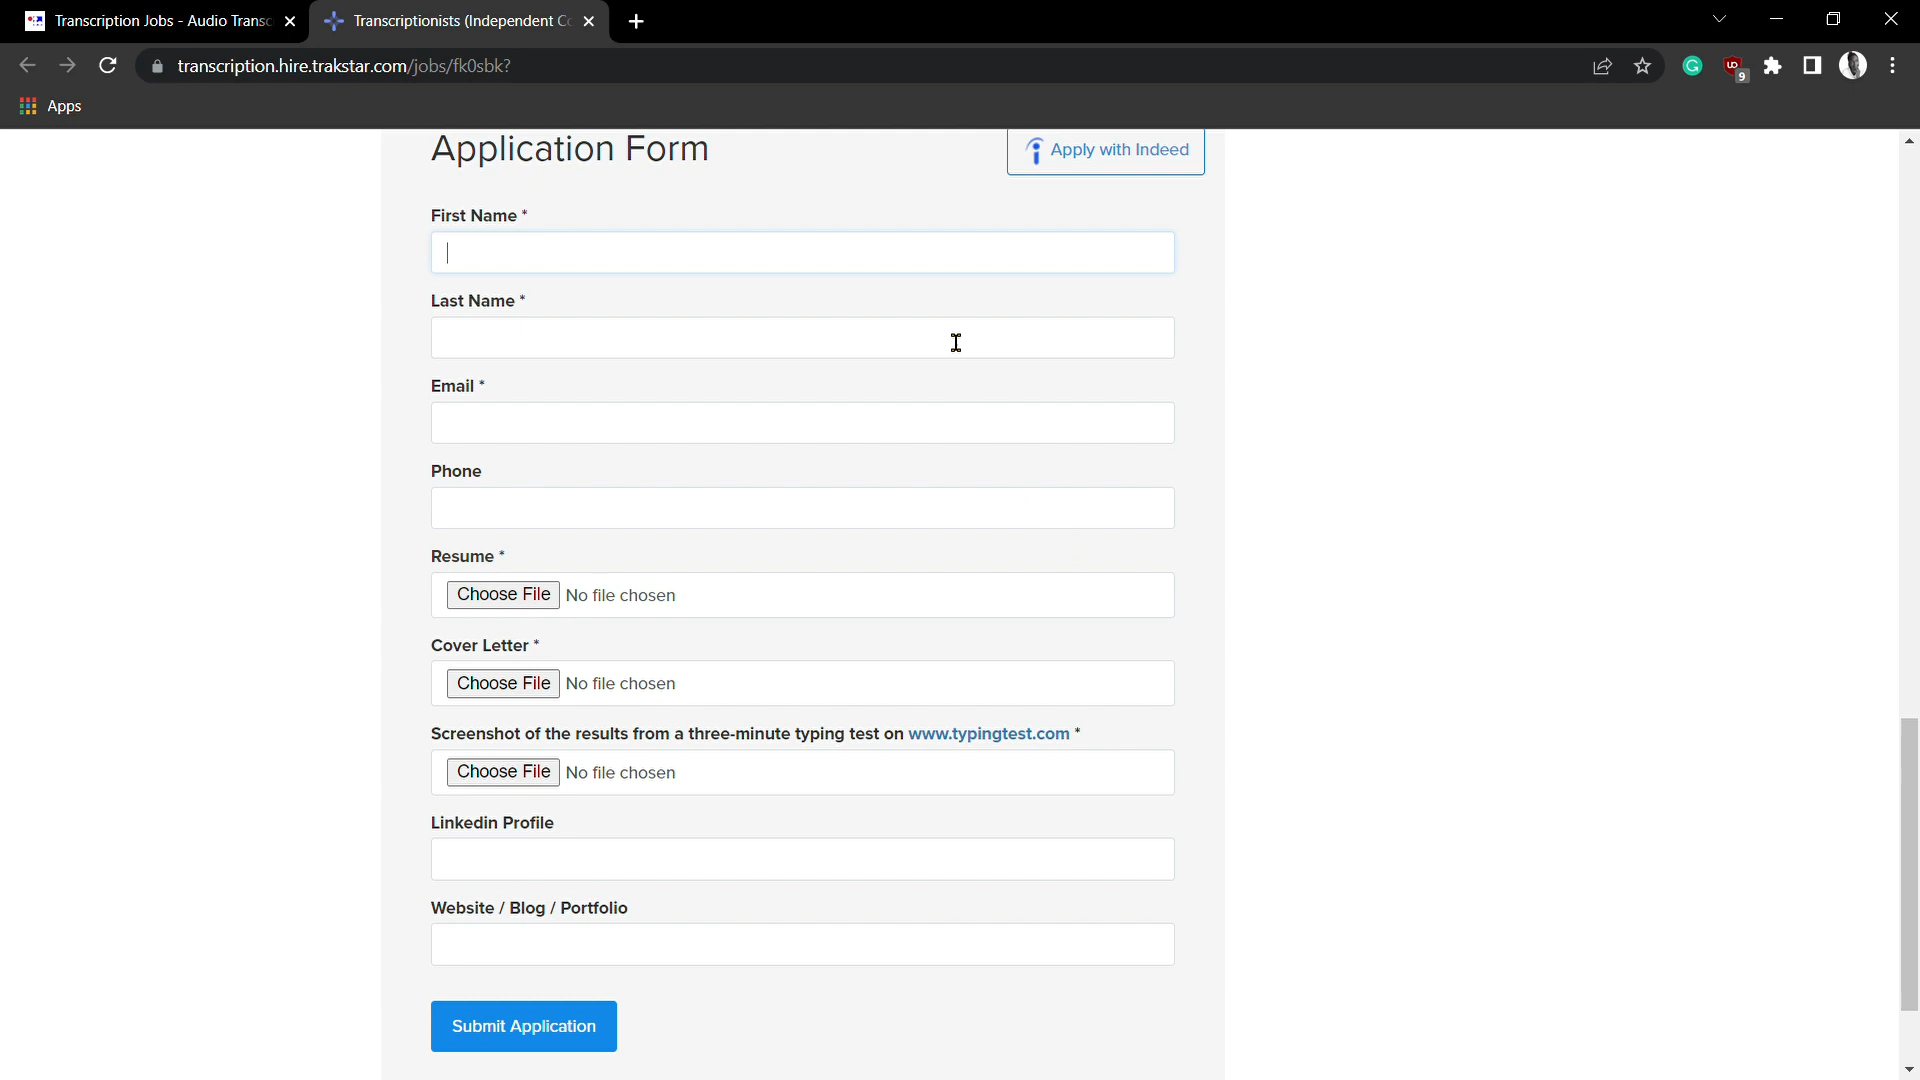 Transcription Jobs - Audio Transc
Transcriptionists (Independent Co
transcription.hire.trakstar.com/jobs/fk0sbk?
9
Apps
Application Form
Apply with Indeed
First Name *
Last Name *
Email *
Phone
Resume *
Choose File No file chosen
Cover Letter *
Choose File No file chosen
Screenshot of the results from a three-minute typing test on www.typingtest.com *
Choose File No file chosen
Linkedin Profile
Website / Blog / Portfolio
Submit Application